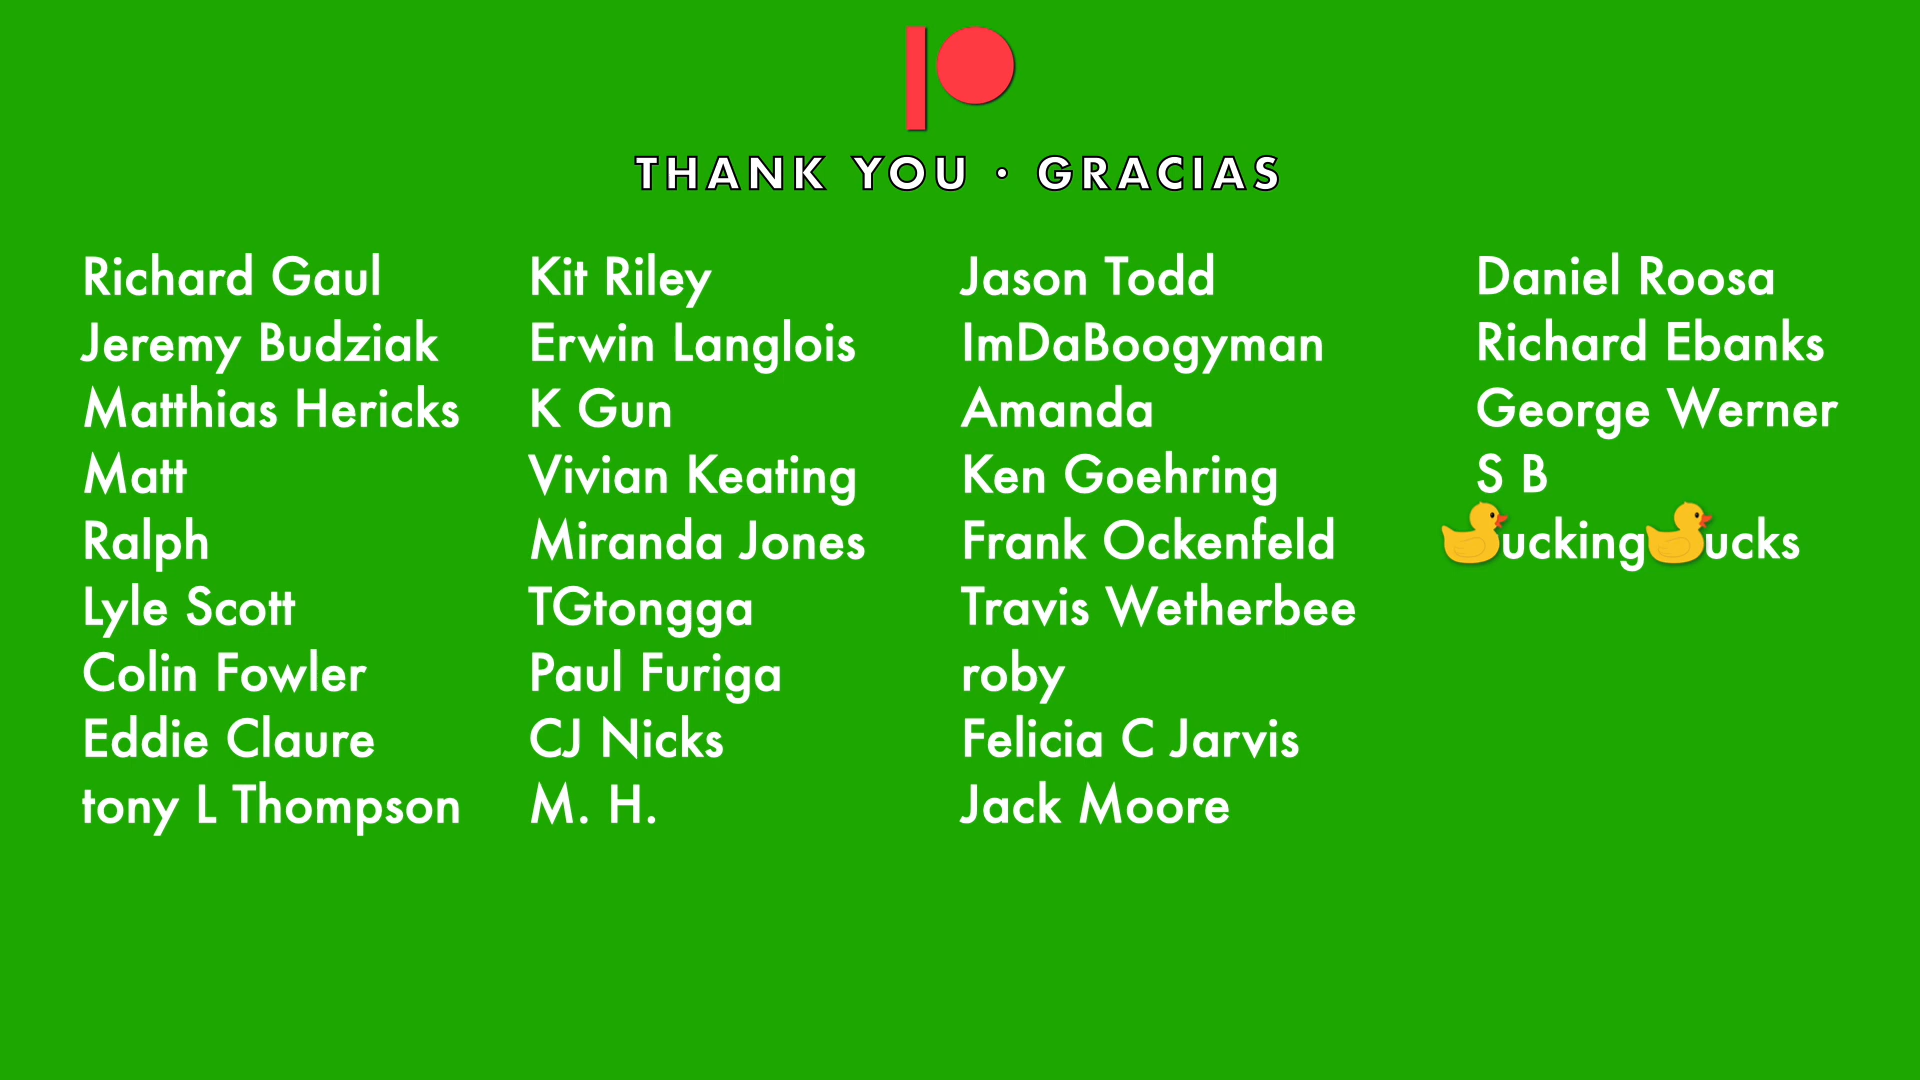 THANK YOU · GRACIAS
Richard Gaul
Jeremy Budziak
Matthias Hericks
Matt
Ralph
Lyle Scott
Colin Fowler
Eddie Claure
tony L Thompson
Kit Riley
Erwin Langlois
K Gun
Vivian Keating
Miranda Jones
TGtongga
Paul Furiga
CJ Nicks
M. H.
Jason Todd
ImDaBoogyman
Amanda
Ken Goehring
Frank Ockenfeld
Travis Wetherbee
roby
Felicia C Jarvis
Jack Moore
Daniel Roosa
Richard Ebanks
George Werner
S B
🦆ucking🦆ucks